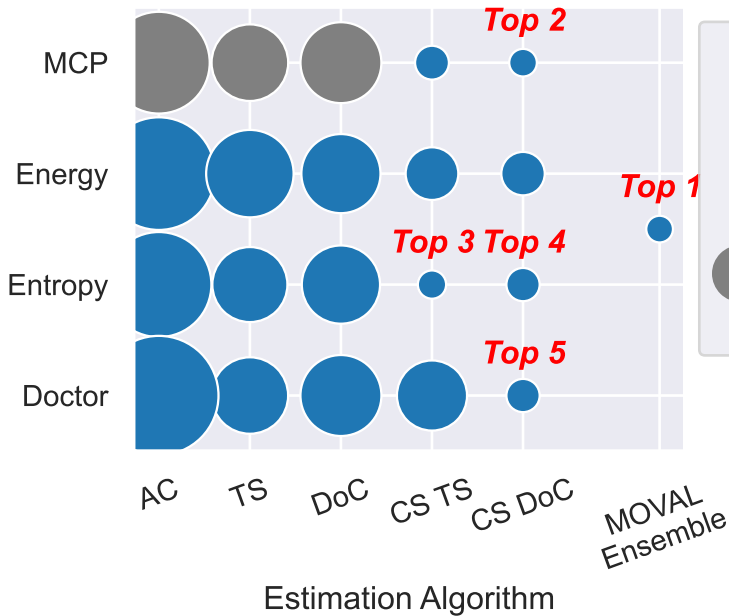 Top 2
MCP
Energy
Top 1
Top 3 Top 4
Entropy
Top 5
Doctor
AC
TS
DoC
CS TS
CS DoC
MOVAL
Ensemble
Estimation Algorithm